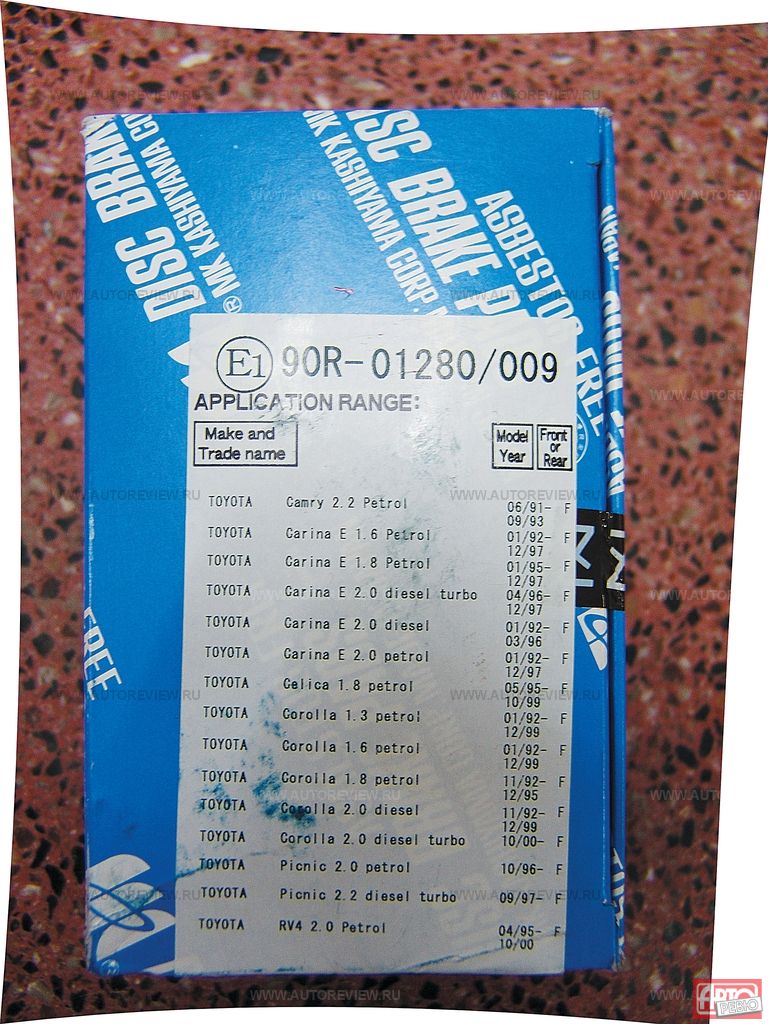 DISC BRAK
® MK KASHIYAMA CO
DISC BRAKE P
MK KASHIYAMA CORP.
ASBESTOS FREE
FREE
E1 90R-01280/009
APPLICATION RANGE:
Make and Trade name
Model Year
Front or Rear
TOYOTA Camry 2.2 Petrol 06/91- F
09/93
TOYOTA Carina E 1.6 Petrol 01/92- F
12/97
TOYOTA Carina E 1.8 Petrol 01/95- F
12/97
TOYOTA Carina E 2.0 diesel turbo 04/96- F
12/97
TOYOTA Carina E 2.0 diesel 01/92- F
03/96
TOYOTA Carina E 2.0 petrol 01/92- F
12/97
TOYOTA Celica 1.8 petrol 05/95- F
10/99
TOYOTA Corolla 1.3 petrol 01/92- F
12/99
TOYOTA Corolla 1.6 petrol 01/92- F
12/99
TOYOTA Corolla 1.8 petrol 11/92- F
12/95
TOYOTA Corolla 2.0 diesel 11/92- F
12/99
TOYOTA Corolla 2.0 diesel turbo 10/00- F
TOYOTA Picnic 2.0 petrol 10/96- F
TOYOTA Picnic 2.2 diesel turbo 09/97- F
TOYOTA RV4 2.0 Petrol 04/95- F
10/00
WWW.AUTOREVIEW.RU
АВТО
РЕВЮ